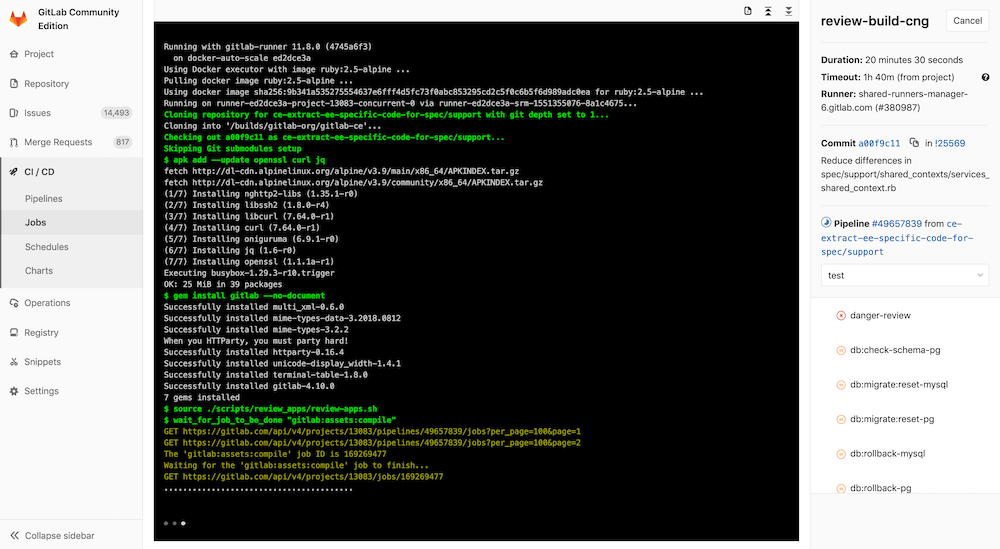 GitLab Community
Edition
Project
Repository
Issues 14,493
Merge Requests 817
CI / CD
Pipelines
Jobs
Schedules
Charts
Operations
Registry
Snippets
Settings
Collapse sidebar
Running with gitlab-runner 11.8.0 (4745a6f3)
on docker-auto-scale ed2dce3a
Using Docker executor with image ruby:2.5-alpine ...
Pulling docker image ruby:2.5-alpine ...
Using docker image sha256:9b341a535275554637e6fff4d5fc73f0abc853295cd2c5f0c6b5f6d989adc0ea for ruby:2.5-alpine ...
Running on runner-ed2dce3a-project-13083-concurrent-0 via runner-ed2dce3a-srm-1551355076-8a1c4675...
Cloning repository for ce-extract-ee-specific-code-for-spec/support with git depth set to 1...
Cloning into '/builds/gitlab-org/gitlab-ce'...
Checking out a00f9c11 as ce-extract-ee-specific-code-for-spec/support...
Skipping Git submodules setup
$ apk add --update openssl curl jq
fetch http://dl-cdn.alpinelinux.org/alpine/v3.9/main/x86_64/APKINDEX.tar.gz
fetch http://dl-cdn.alpinelinux.org/alpine/v3.9/community/x86_64/APKINDEX.tar.gz
(1/7) Installing nghttp2-libs (1.35.1-r0)
(2/7) Installing libssh2 (1.8.0-r4)
(3/7) Installing libcurl (7.64.0-r1)
(4/7) Installing curl (7.64.0-r1)
(5/7) Installing oniguruma (6.9.1-r0)
(6/7) Installing jq (1.6-r0)
(7/7) Installing openssl (1.1.1a-r1)
Executing busybox-1.29.3-r10.trigger
OK: 25 MiB in 39 packages
$ gem install gitlab --no-document
Successfully installed multi_xml-0.6.0
Successfully installed mime-types-data-3.2018.0812
Successfully installed mime-types-3.2.2
When you HTTParty, you must party hard!
Successfully installed httparty-0.16.4
Successfully installed unicode-display_width-1.4.1
Successfully installed terminal-table-1.8.0
Successfully installed gitlab-4.10.0
7 gems installed
$ source ./scripts/review_apps/review-apps.sh
$ wait_for_job_to_be_done "gitlab:assets:compile"
GET https://gitlab.com/api/v4/projects/13083/pipelines/49657839/jobs?per_page=100&page=1
GET https://gitlab.com/api/v4/projects/13083/pipelines/49657839/jobs?per_page=100&page=2
The 'gitlab:assets:compile' job ID is 169269477
Waiting for the 'gitlab:assets:compile' job to finish...
GET https://gitlab.com/api/v4/projects/13083/jobs/169269477
........................................
review-build-cng Cancel
Duration: 20 minutes 30 seconds
Timeout: 1h 40m (from project)
Runner: shared-runners-manager-
6.gitlab.com (#380987)
Commit a00f9c11 in !25569
Reduce differences in
spec/support/shared_contexts/services_
shared_context.rb
Pipeline #49657839 from ce-
extract-ee-specific-code-for-
spec/support
test
danger-review
db:check-schema-pg
db:migrate:reset-mysql
db:migrate:reset-pg
db:rollback-mysql
db:rollback-pg